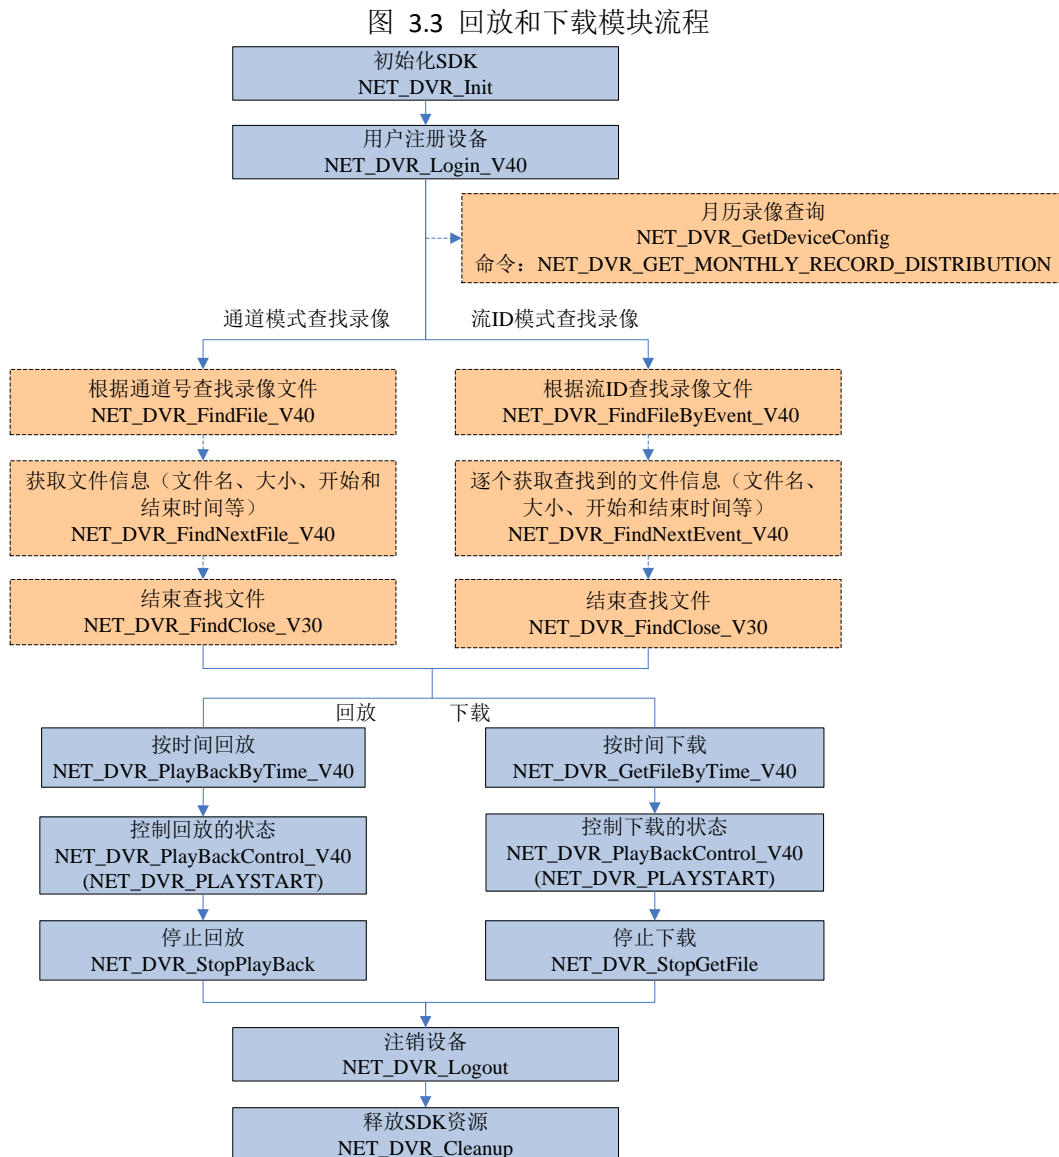 图 3.3 回放和下载模块流程
初始化SDK
NET_DVR_Init
用户注册设备
NET_DVR_Login_V40
月历录像查询
NET_DVR_GetDeviceConfig
命令：NET_DVR_GET_MONTHLY_RECORD_DISTRIBUTION
通道模式查找录像
流ID模式查找录像
根据通道号查找录像文件
NET_DVR_FindFile_V40
根据流ID查找录像文件
NET_DVR_FindFileByEvent_V40
获取文件信息（文件名、大小、开始和
结束时间等）
NET_DVR_FindNextFile_V40
逐个获取查找到的文件信息（文件名、
大小、开始和结束时间等）
NET_DVR_FindNextEvent_V40
结束查找文件
NET_DVR_FindClose_V30
结束查找文件
NET_DVR_FindClose_V30
回放
下载
按时间回放
NET_DVR_PlayBackByTime_V40
按时间下载
NET_DVR_GetFileByTime_V40
控制回放的状态
NET_DVR_PlayBackControl_V40
(NET_DVR_PLAYSTART)
控制下载的状态
NET_DVR_PlayBackControl_V40
(NET_DVR_PLAYSTART)
停止回放
NET_DVR_StopPlayBack
停止下载
NET_DVR_StopGetFile
注销设备
NET_DVR_Logout
释放SDK资源
NET_DVR_Cleanup